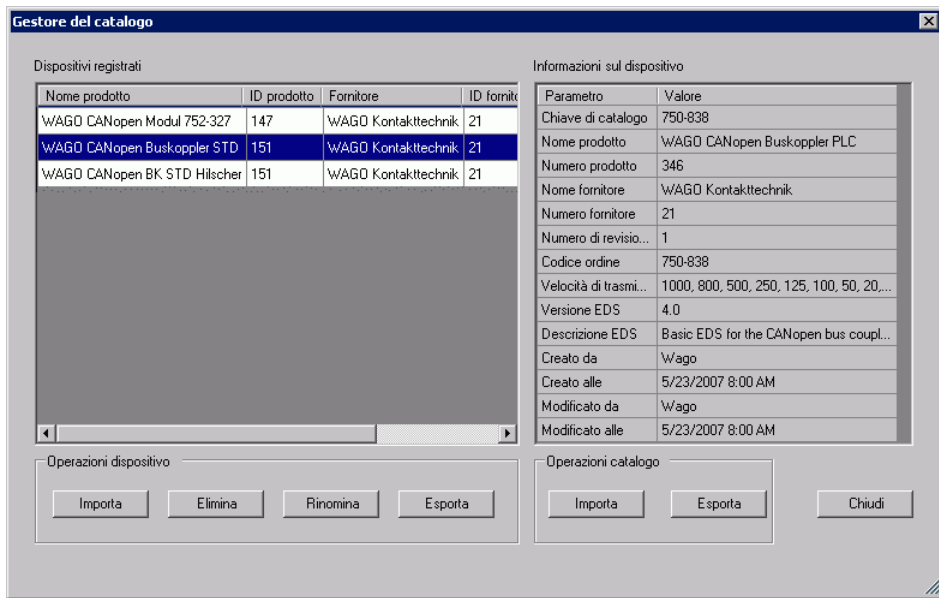 Gestore del catalogo
Dispositivi registrati
Nome prodotto ID prodotto Fornitore ID fornito
WAGO CANopen Modul 752-327 147 WAGO Kontakttechnik 21
WAGO CANopen Buskoppler STD 151 WAGO Kontakttechnik 21
WAGO CANopen BK STD Hilscher 151 WAGO Kontakttechnik 21
Informazioni sul dispositivo
Parametro Valore
Chiave di catalogo 750-838
Nome prodotto WAGO CANopen Buskoppler PLC
Numero prodotto 346
Nome fornitore WAGO Kontakttechnik
Numero fornitore 21
Numero di revisio... 1
Codice ordine 750-838
Velocità di trasmi... 1000, 800, 500, 250, 125, 100, 50, 20,...
Versione EDS 4.0
Descrizione EDS Basic EDS for the CANopen bus coupl...
Creato da Wago
Creato alle 5/23/2007 8:00 AM
Modificato da Wago
Modificato alle 5/23/2007 8:00 AM
Operazioni dispositivo
Importa Elimina Rinomina Esporta
Operazioni catalogo
Importa Esporta
Chiudi